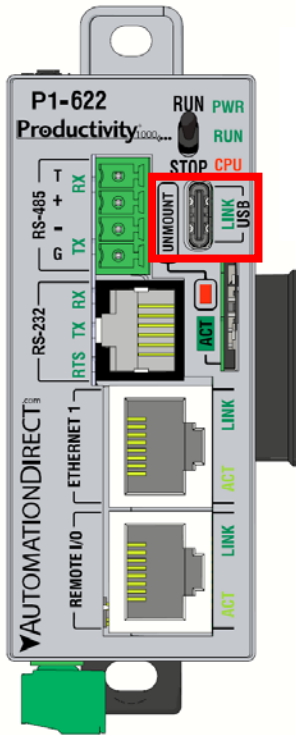 P1-622
RUN PWR
Productivity1000...
RUN
STOP CPU
RS-485
T
+
-
G
RX
TX
UNMOUNT
LINK
USB
RS-232
RX
TX
RTS
ACT
ETHERNET 1
LINK
ACT
REMOTE I/O
LINK
ACT
AUTOMATIONDIRECT.com